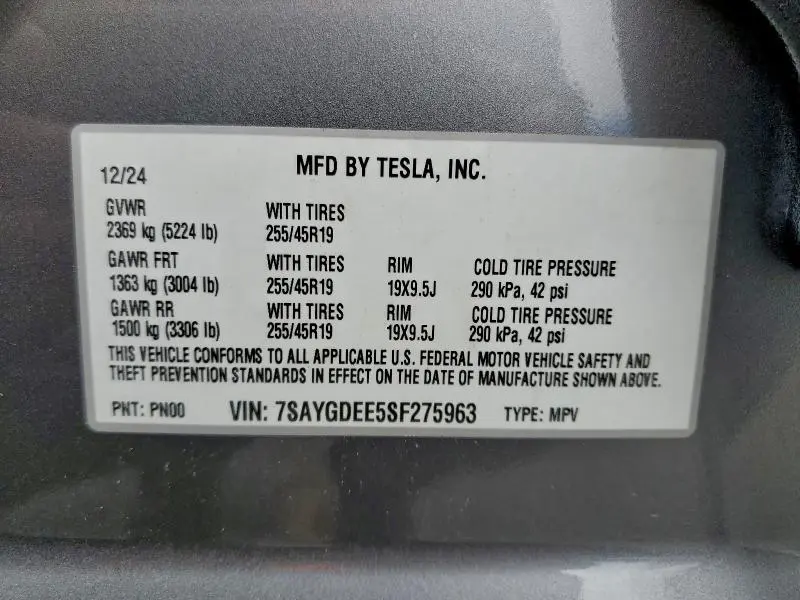 12/24 MFD BY TESLA, INC.
GVWR WITH TIRES
2369 kg (5224 lb) 255/45R19
GAWR FRT WITH TIRES RIM COLD TIRE PRESSURE
1363 kg (3004 lb) 255/45R19 19X9.5J 290 kPa, 42 psi
GAWR RR WITH TIRES RIM COLD TIRE PRESSURE
1500 kg (3306 lb) 255/45R19 19X9.5J 290 kPa, 42 psi
THIS VEHICLE CONFORMS TO ALL APPLICABLE U.S. FEDERAL MOTOR VEHICLE SAFETY AND
THEFT PREVENTION STANDARDS IN EFFECT ON THE DATE OF MANUFACTURE SHOWN ABOVE.
PNT: PN00 VIN: 7SAYGDEE5SF275963 TYPE: MPV